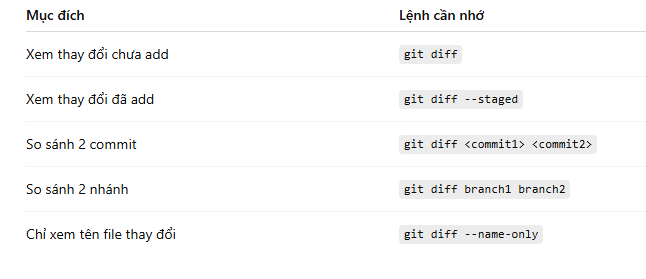 Mục đích Lệnh cần nhớ
Xem thay đổi chưa add git diff
Xem thay đổi đã add git diff --staged
So sánh 2 commit git diff <commit1> <commit2>
So sánh 2 nhánh git diff branch1 branch2
Chỉ xem tên file thay đổi git diff --name-only